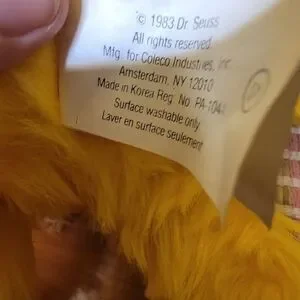 © 1983 Dr. Seuss
All rights reserved.
Mfg. for Coleco Industries, Inc.
Amsterdam, NY 12010
Made in Korea Reg. No. PA-104
Surface washable only
Laver en surface seulement